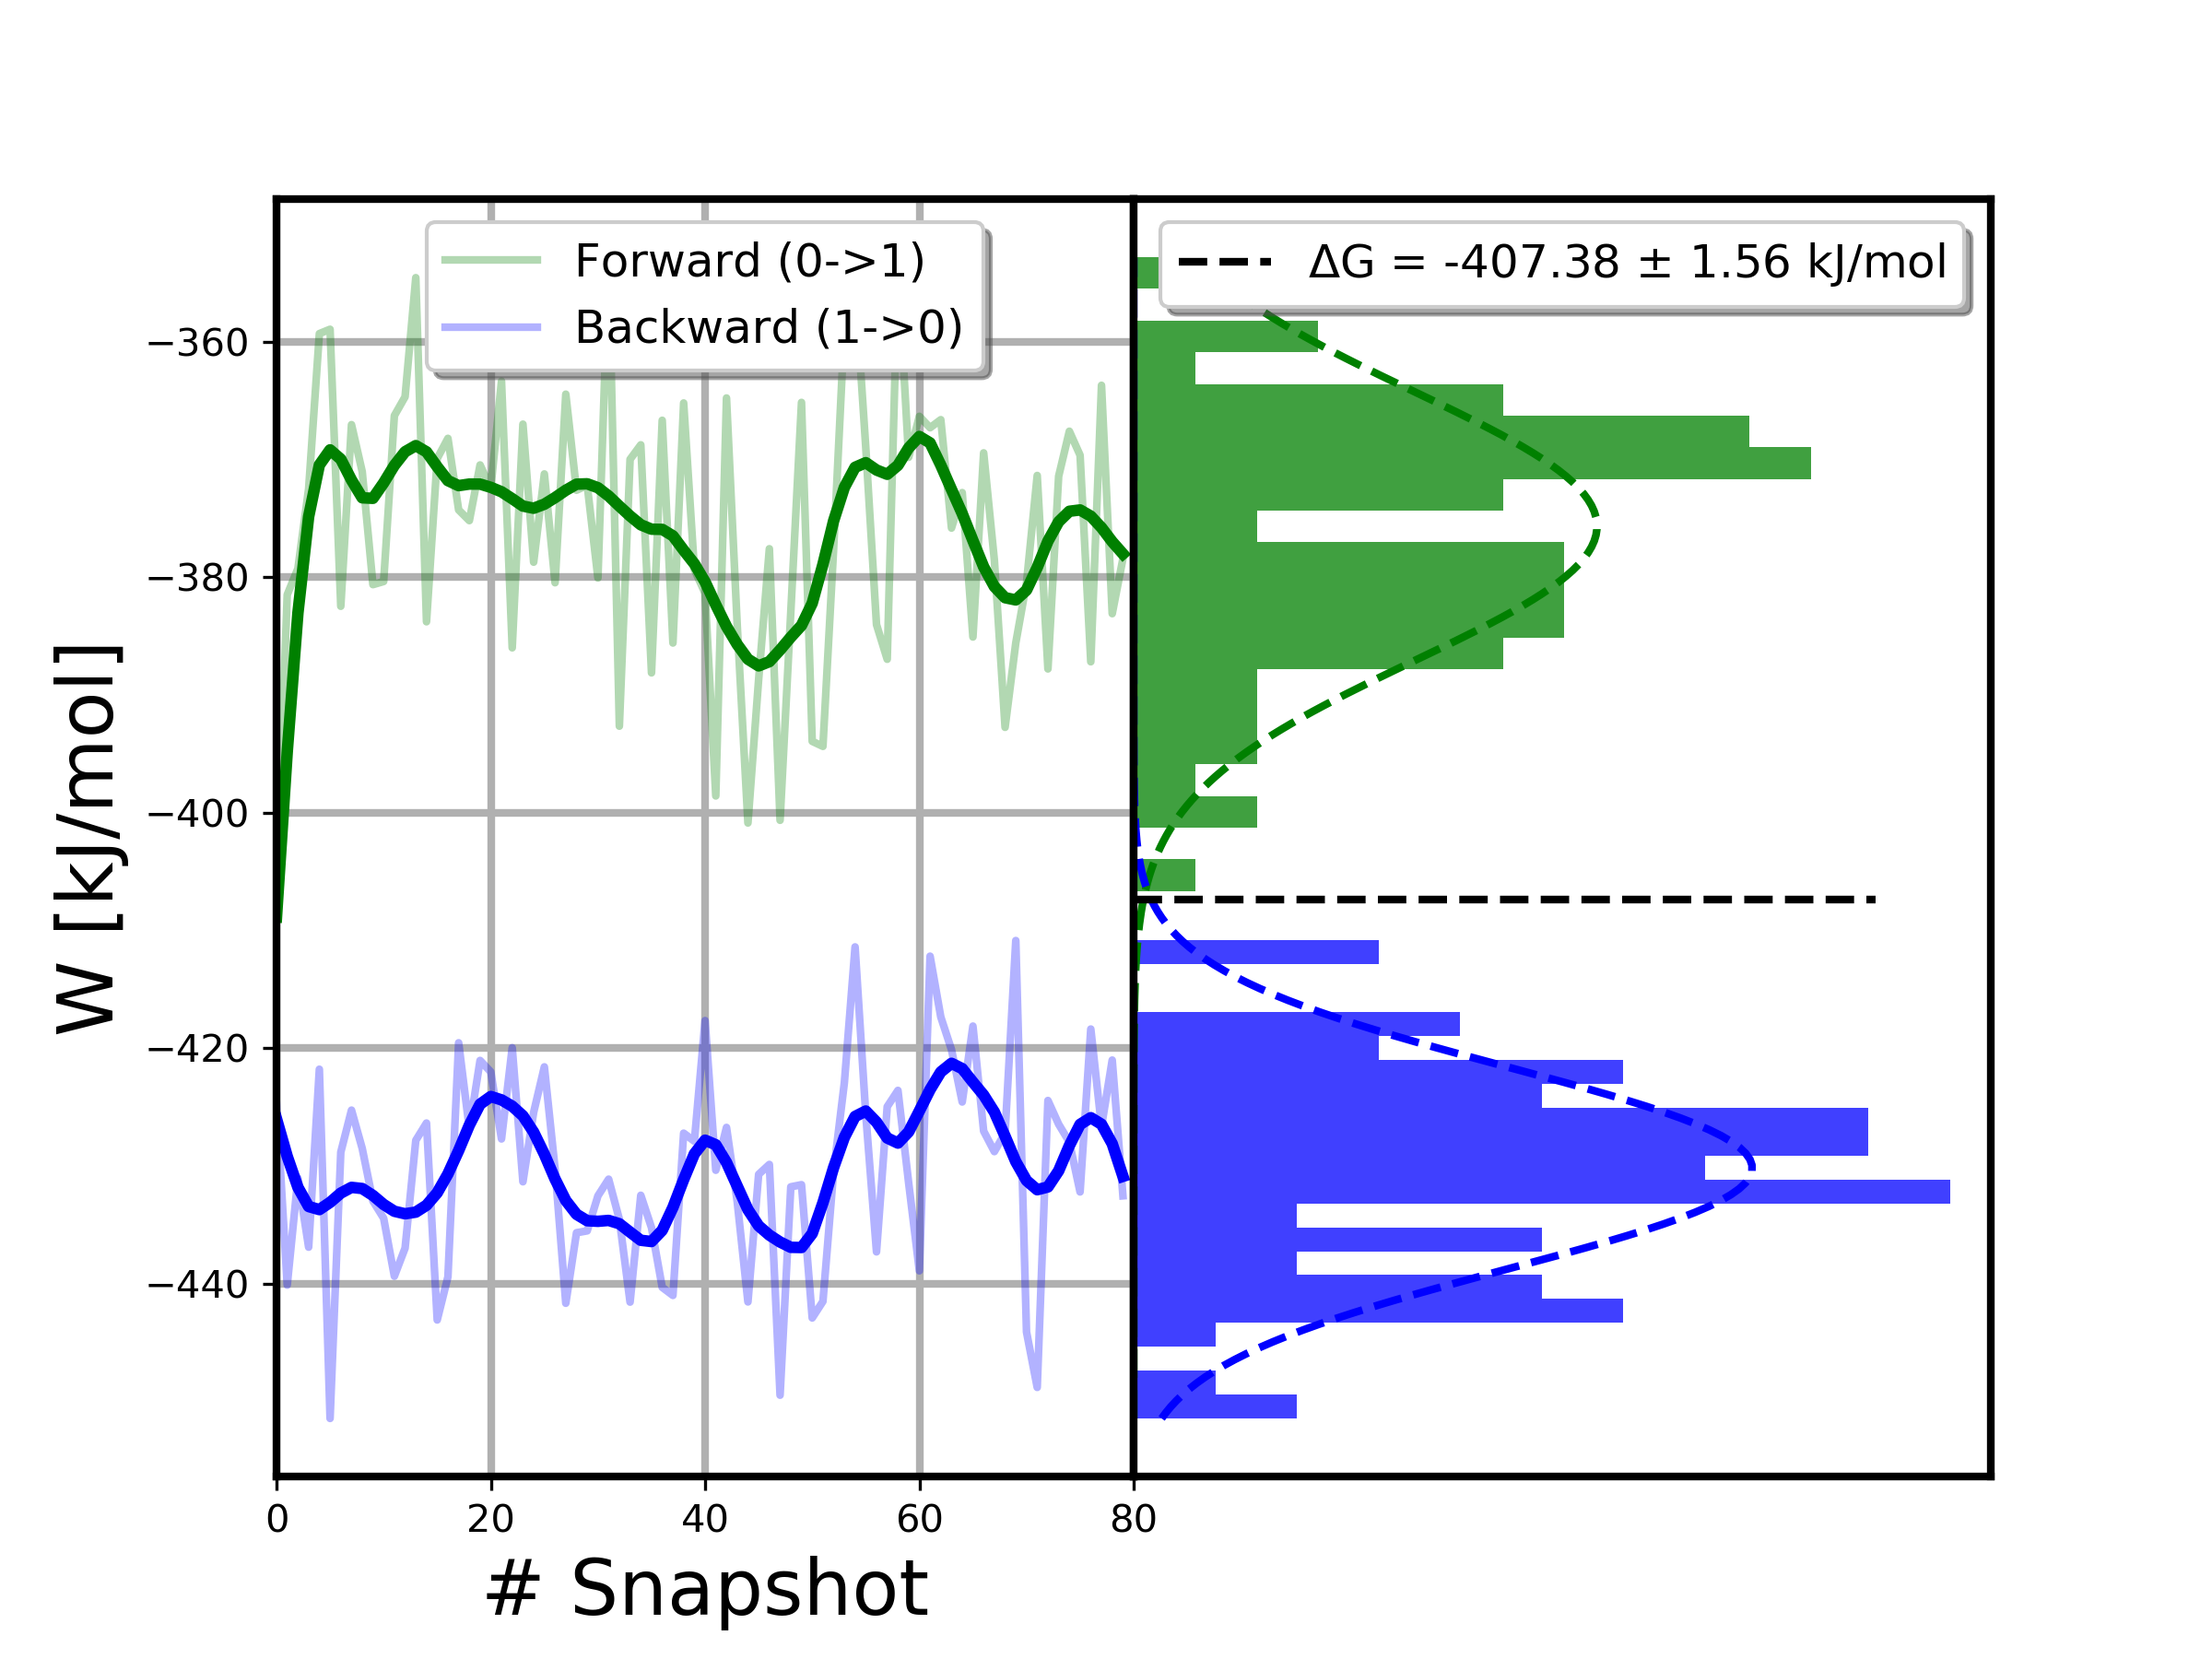 Forward (0->1)
Backward (1->0)
ΔG = -407.38 ± 1.56 kJ/mol
W [kJ/mol]
−360
−380
−400
−420
−440
0 20 40 60 80
# Snapshot